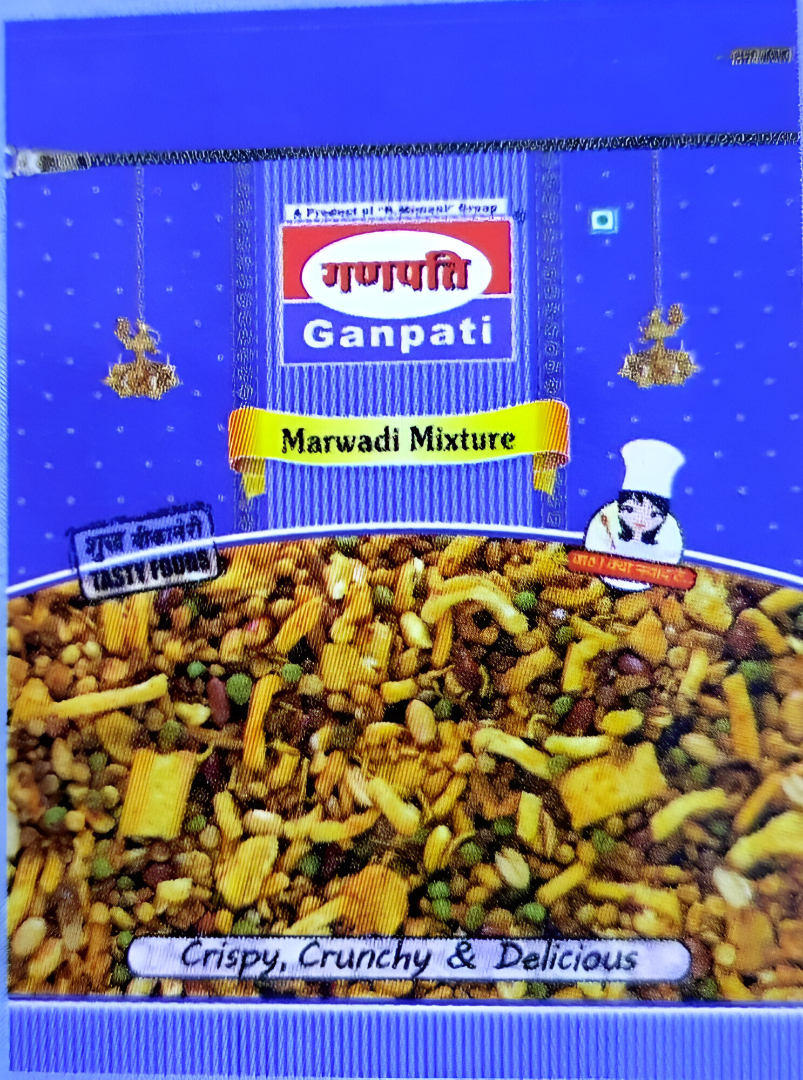 A Product of "B.Mamani" Group
गणपति
Ganpati
Marwadi Mixture
शुद्ध बीकानेरी
TASTY FOODS
वाह ! क्या स्वाद है
Crispy, Crunchy & Delicious